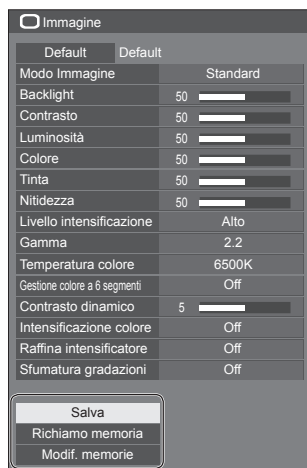 Immagine
Default Default
Modo Immagine Standard
Backlight 50
Contrasto 50
Luminosità 50
Colore 50
Tinta 50
Nitidezza 50
Livello intensificazione Alto
Gamma 2.2
Temperatura colore 6500K
Gestione colore a 6 segmenti Off
Contrasto dinamico 5
Intensificazione colore Off
Raffina intensificatore Off
Sfumatura gradazioni Off
Salva
Richiamo memoria
Modif. memorie